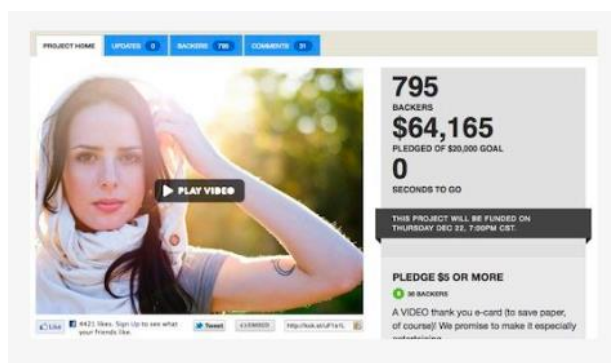 PROJECT HOME UPDATES 0 BACKERS 795 COMMENTS 31
PLAY VIDEO
Like 4421 likes. Sign Up to see what
your friends like.
Tweet EMBED
795
BACKERS
$64,165
PLEDGED OF $20,000 GOAL
0
SECONDS TO GO
THIS PROJECT WILL BE FUNDED ON
THURSDAY DEC 22, 7:00PM CST.
PLEDGE $5 OR MORE
36 BACKERS
A VIDEO thank you e-card (to save paper,
of course)! We promise to make it especially